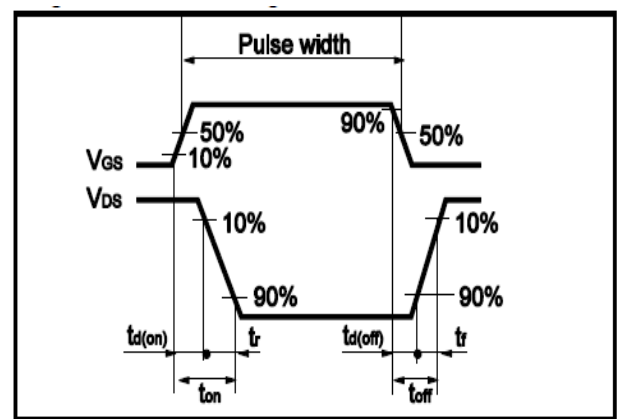 Pulse width
90%
50%
50%
10%
VGS
VDS
10%
10%
90%
90%
td(on)
tr
td(off)
tf
ton
toff